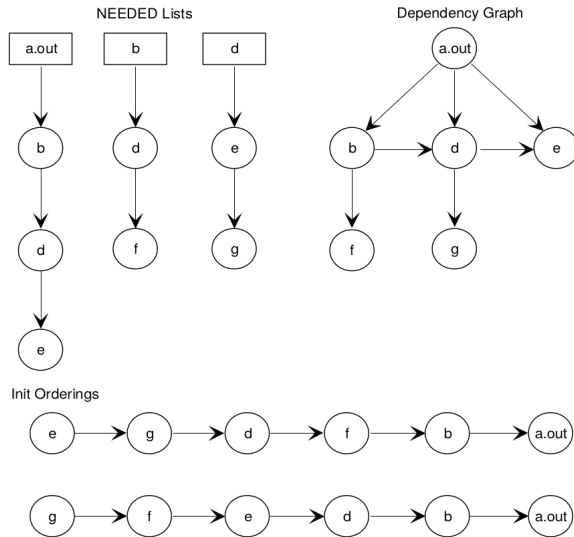 NEEDED Lists
Dependency Graph
a.out b d
a.out
b d e
b d e
d f g
f g
e
Init Orderings
e g d f b a.out
g f e d b a.out